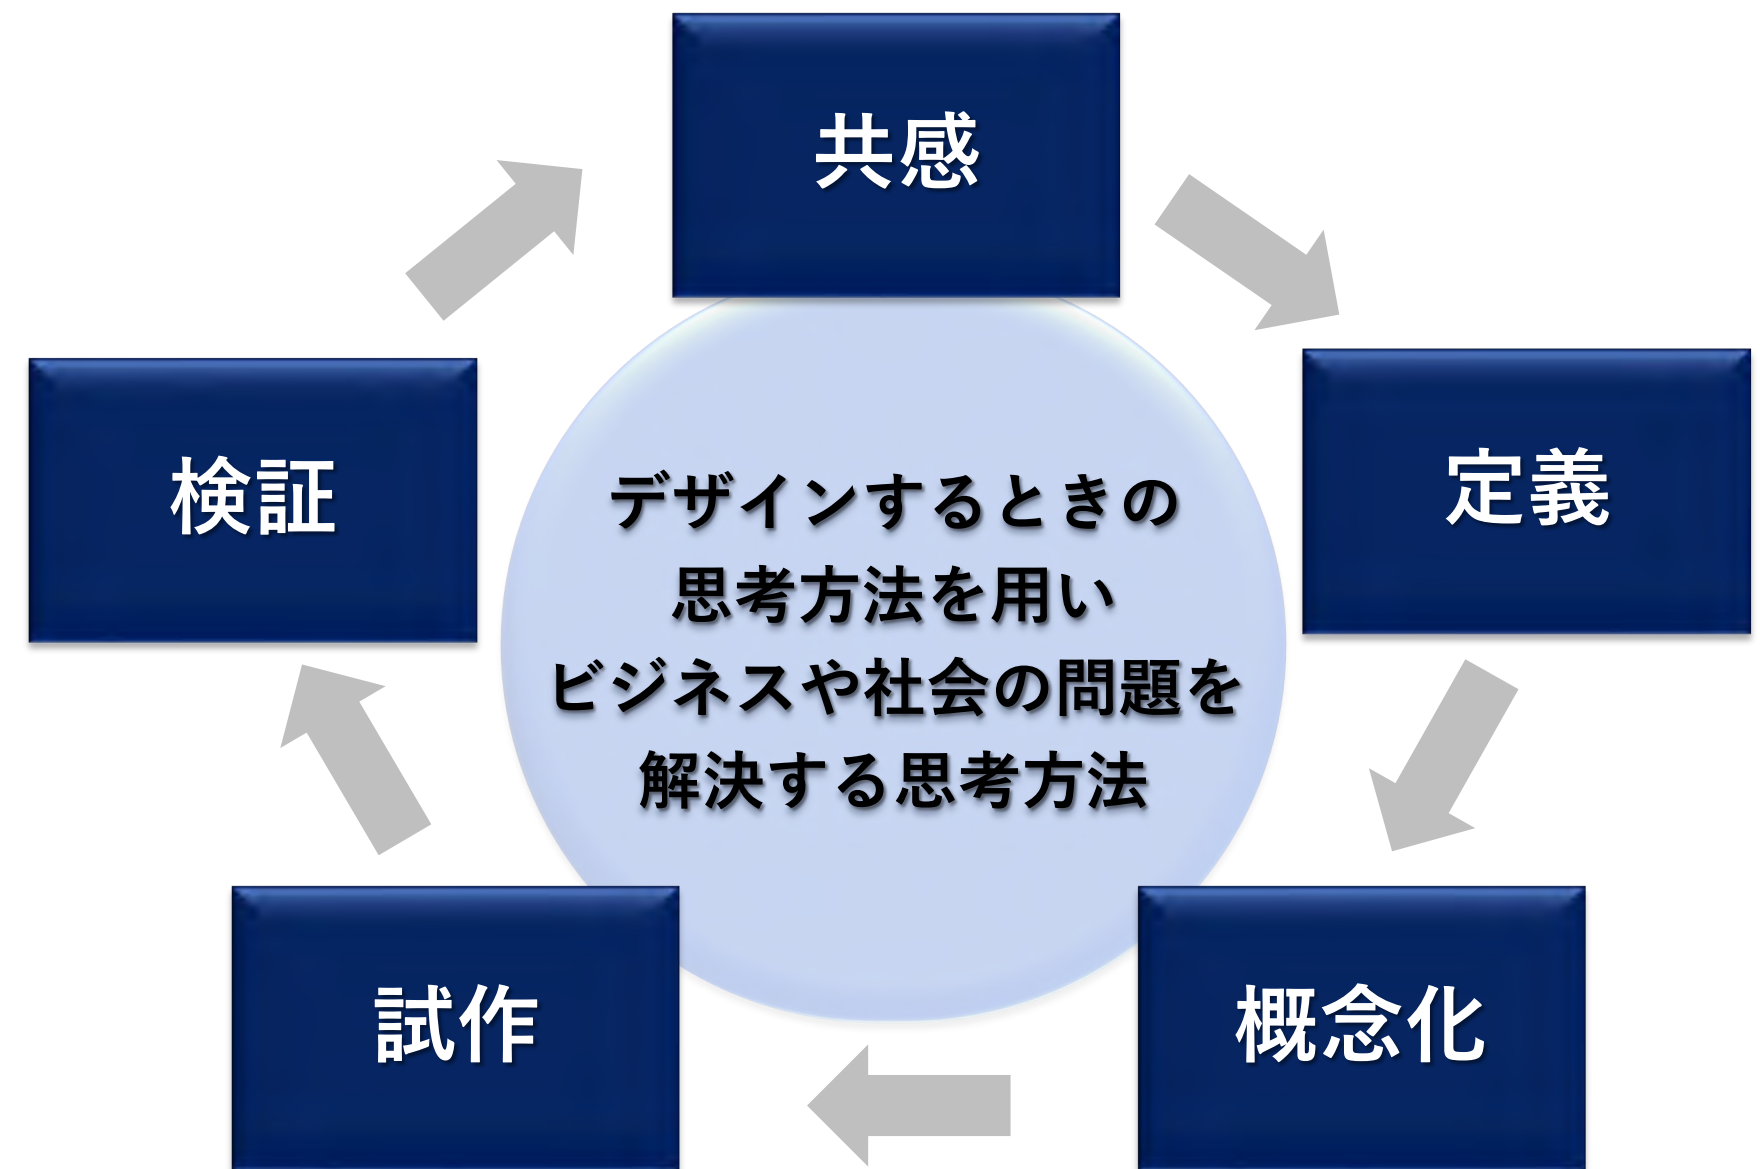 共感
定義
概念化
試作
検証
デザインするときの
思考方法を用い
ビジネスや社会の問題を
解決する思考方法